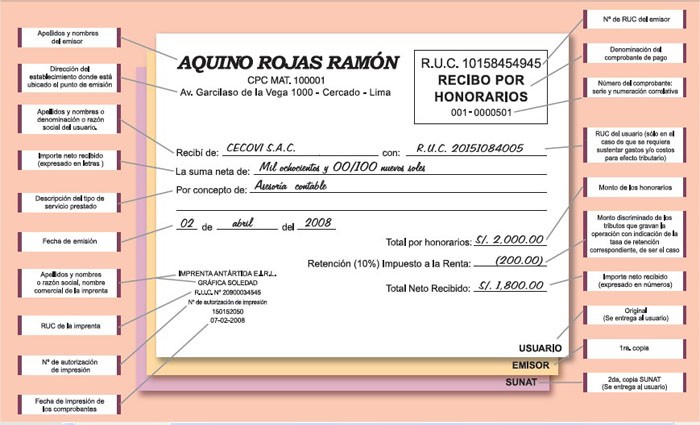 Apellidos y nombres
del emisor
Dirección del
establecimiento donde está
ubicado el punto de emisión
Apellidos y nombres o
denominación o razón
social del usuario.
Importe neto recibido
(expresado en letras )
Descripción del tipo de
servicio prestado
Fecha de emisión
Apellidos y nombres
o razón social, nombre
comercial de la imprenta
RUC de la imprenta
N° de autorización
de impresión
Fecha de impresión de
los comprobantes
AQUINO ROJAS RAMÓN
CPC MAT. 100001
Av. Garcilaso de la Vega 1000 - Cercado - Lima
R.U.C. 10158454945
RECIBO POR
HONORARIOS
001-0000501
Recibí de: CECOVI S.A.C. con: R.U.C. 20151084005
La suma neta de: Mil ochocientos y 00/100 nuevos soles
Por concepto de: Asesoría contable
02 de abril del 2008
Total por honorarios: S/. 2,000.00
Retención (10%) Impuesto a la Renta: (200.00)
Total Neto Recibido: S/. 1,800.00
IMPRENTA ANTÁRTIDA E.I.R.L.
GRÁFICA SOLEDAD
R.U.C. N° 20800034545
N° de autorización de impresión
150152050
07-02-2008
USUARIO
EMISOR
SUNAT
N° de RUC del emisor
Denominación del
comprobante de pago
Número del comprobante:
serie y numeración correlativa
RUC del usuario (sólo en el
caso de que se requiera
sustentar gastos y/o costos
para efecto tributario)
Monto de los honorarios
Monto discriminado de los
tributos que gravan la
operación con indicación de la
tasa de retención
correspondiente, de ser el caso
Importe neto recibido
(expresado en números)
Original
(Se entrega al usuario)
1ra. copia
2da, copia SUNAT
(Se entrega al usuario)